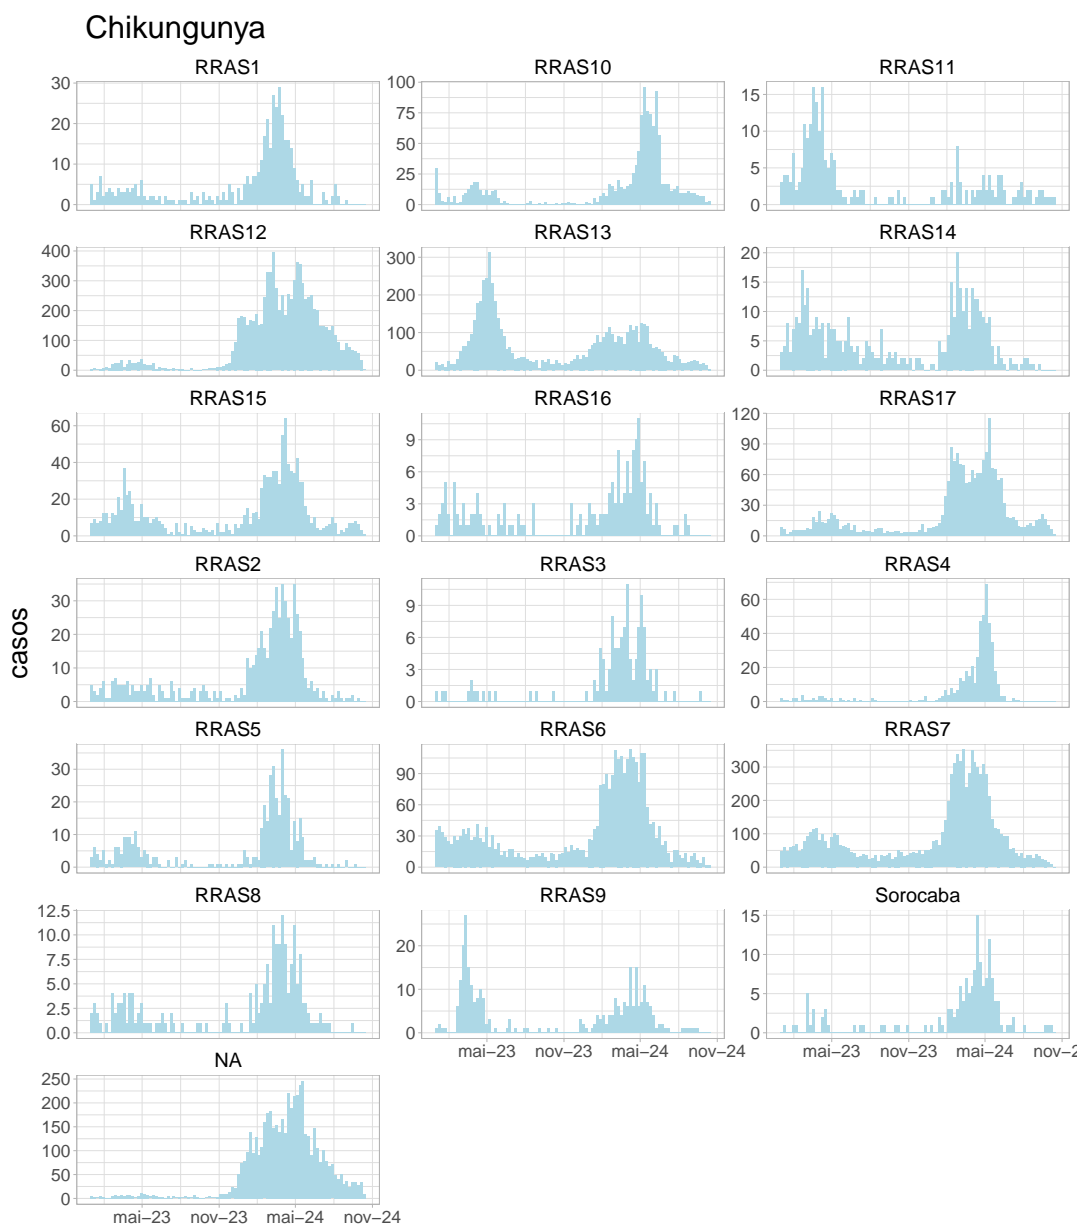 Chikungunya
RRAS1 RRAS10 RRAS11
30 20 10 0
100 75 50 25 0
15 10 5 0
RRAS12 RRAS13 RRAS14
400 300 200 100 0
300 200 100 0
20 15 10 5 0
RRAS15 RRAS16 RRAS17
60 40 20 0
9 6 3 0
120 90 60 30 0
RRAS2 RRAS3 RRAS4
30 20 10 0
9 6 3 0
60 40 20 0
casos
RRAS5 RRAS6 RRAS7
30 20 10 0
90 60 30 0
300 200 100 0
RRAS8 RRAS9 Sorocaba
12.5 10.0 7.5 5.0 2.5 0.0
20 10 0
15 10 5 0
mai–23 nov–23 mai–24 nov–24
mai–23 nov–23 mai–24
NA
250 200 150 100 50 0
mai–23 nov–23 mai–24 nov–24